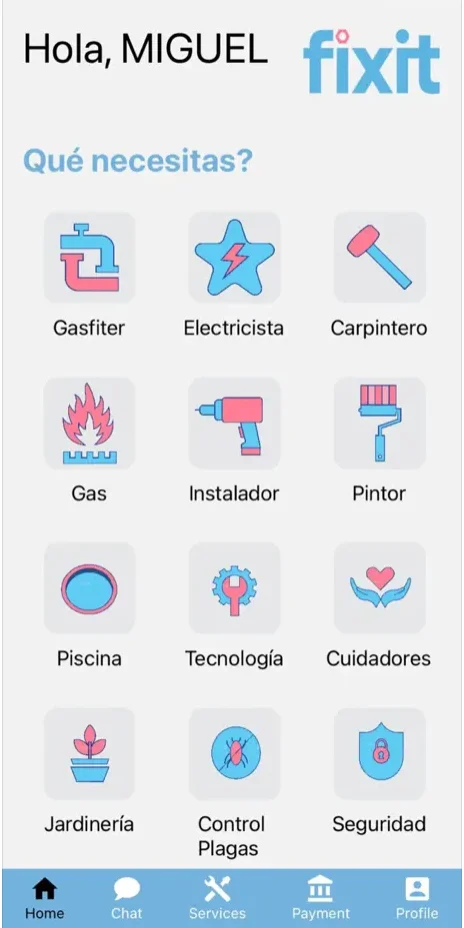 Hola, MIGUEL
fixit
Qué necesitas?
Gasfiter
Electricista
Carpintero
Gas
Instalador
Pintor
Piscina
Tecnología
Cuidadores
Jardinería
Control
Plagas
Seguridad
Home
Chat
Services
Payment
Profile